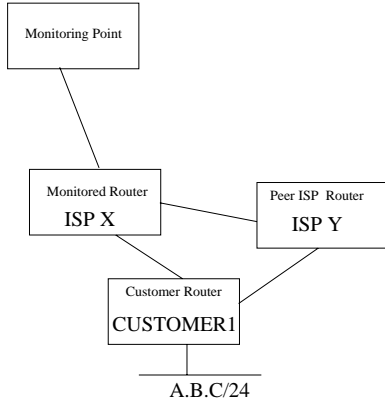 Monitoring Point
Monitored Router
ISP X
Peer ISP Router
ISP Y
Customer Router
CUSTOMER1
A.B.C/24